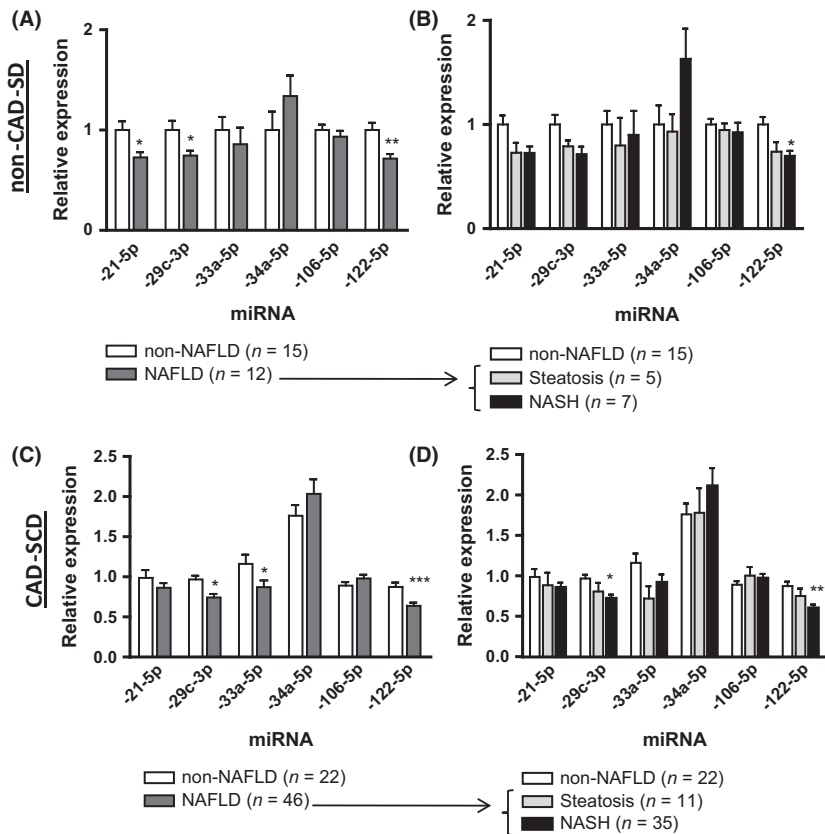 (A)
non-CAD-SD
Relative expression
2
1
0
* * **
-21-5p -29c-3p -33a-5p -34a-5p -106-5p -122-5p
miRNA
non-NAFLD (n = 15)
NAFLD (n = 12)
(B)
Relative expression
2
1
0
*
-21-5p -29c-3p -33a-5p -34a-5p -106-5p -122-5p
miRNA
non-NAFLD (n = 15)
Steatosis (n = 5)
NASH (n = 7)
(C)
CAD-SCD
Relative expression
2.5
2.0
1.5
1.0
0.5
0.0
* * ***
-21-5p -29c-3p -33a-5p -34a-5p -106-5p -122-5p
miRNA
non-NAFLD (n = 22)
NAFLD (n = 46)
(D)
Relative expression
2.5
2.0
1.5
1.0
0.5
0.0
* **
-21-5p -29c-3p -33a-5p -34a-5p -106-5p -122-5p
miRNA
non-NAFLD (n = 22)
Steatosis (n = 11)
NASH (n = 35)